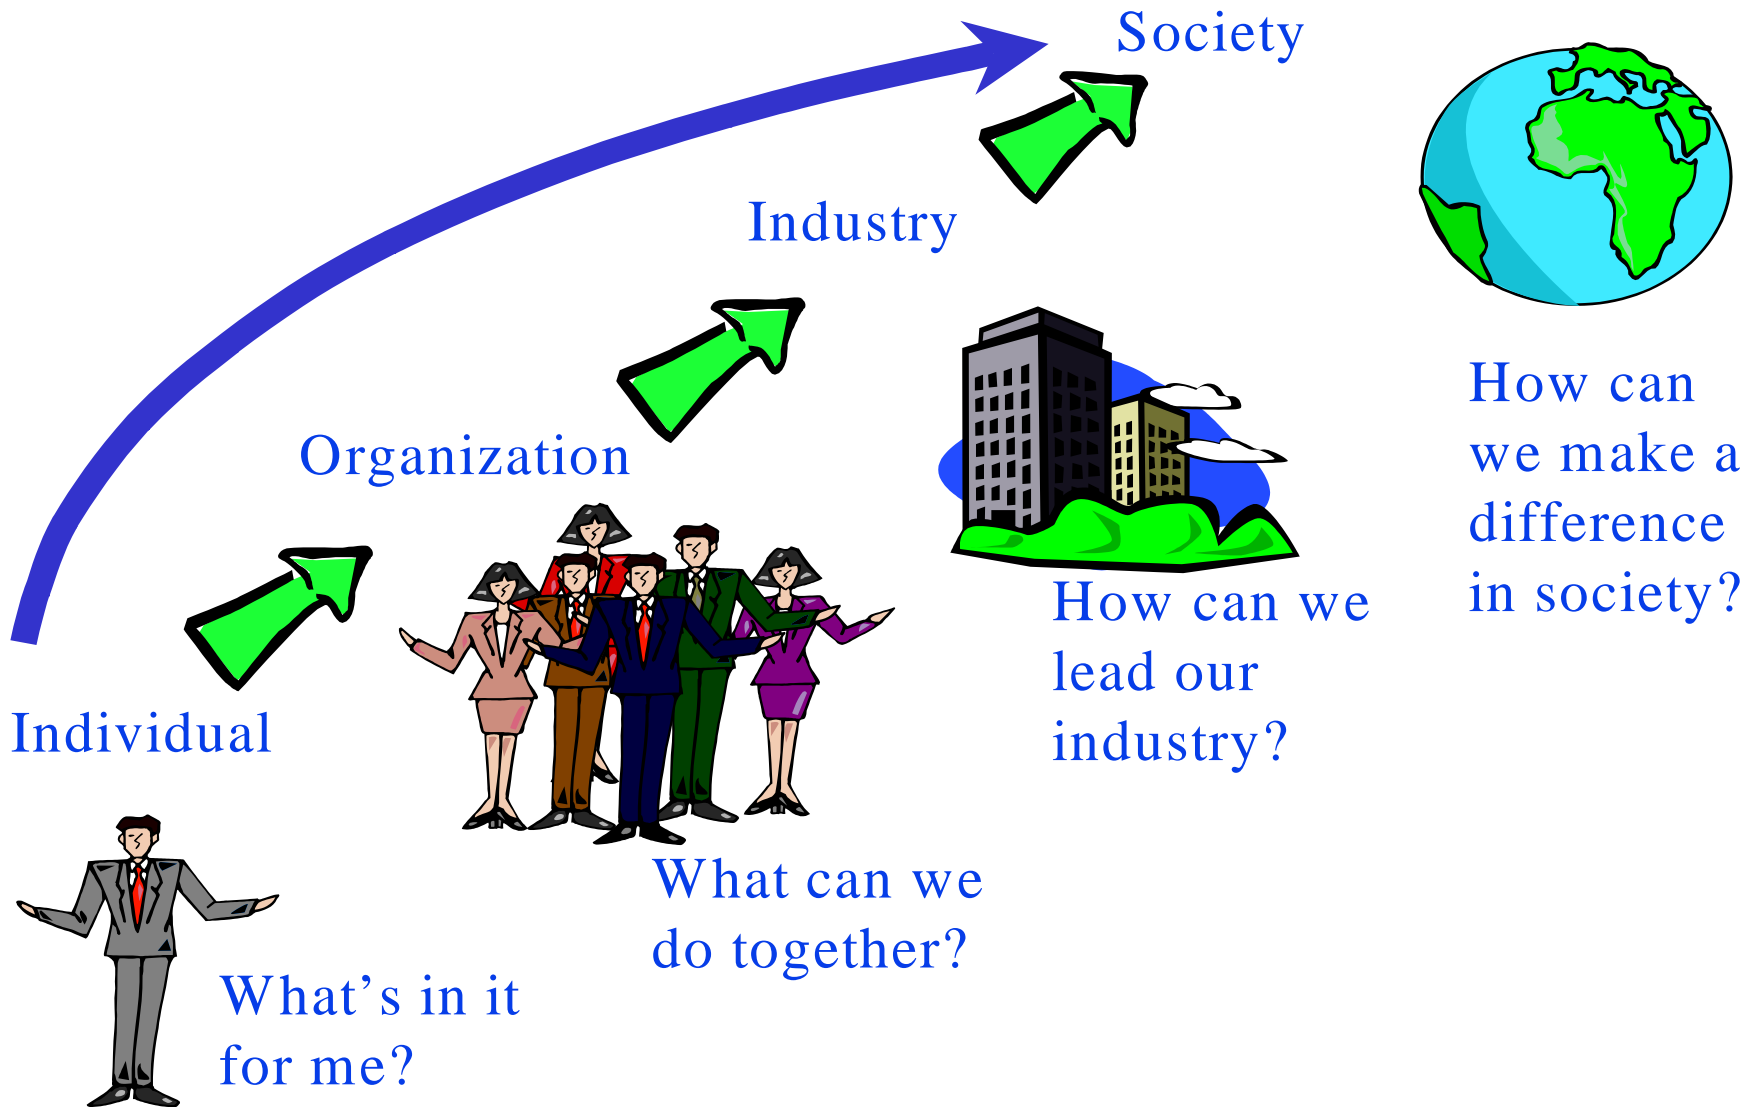 Society
Industry
Organization
Individual
How can
we make a
difference
in society?
How can we
lead our
industry?
What can we
do together?
What’s in it
for me?